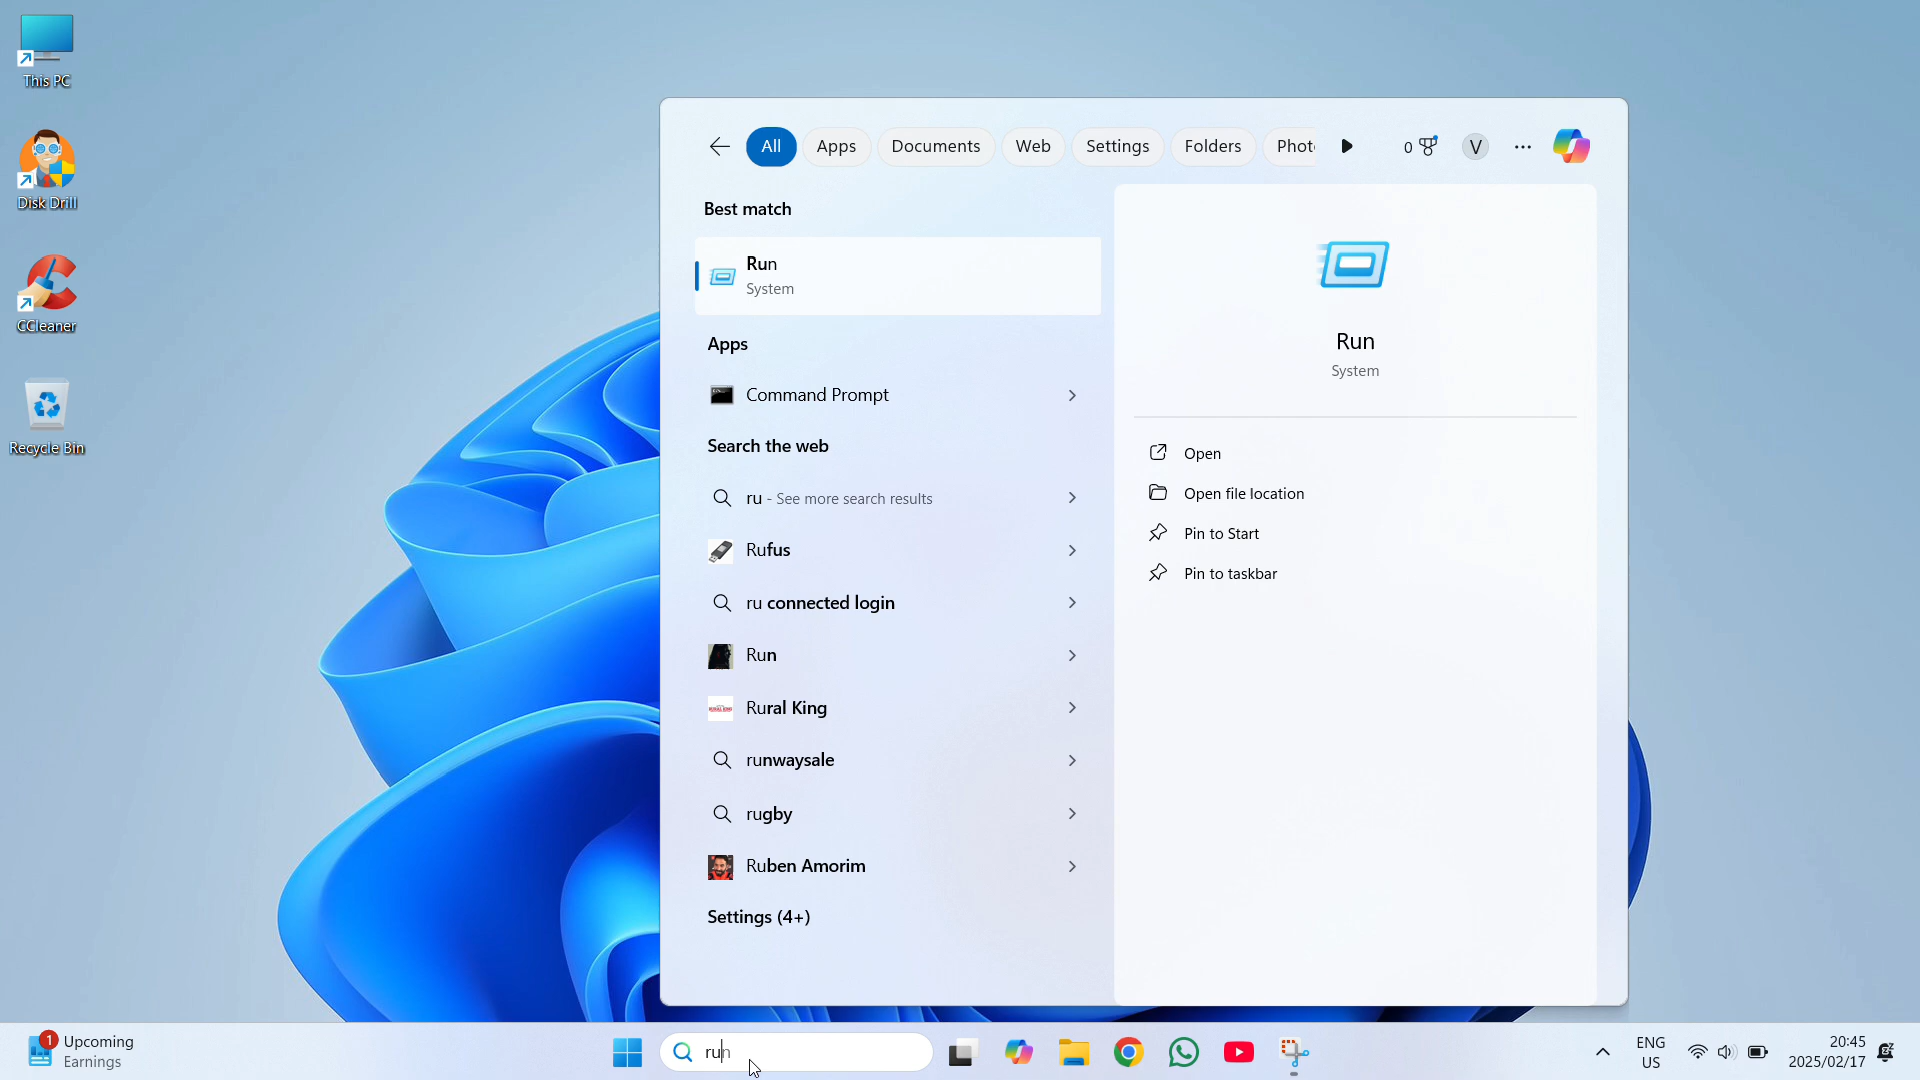 This PC
Disk Drill
CCleaner
Recycle Bin
All
Apps
Documents
Web
Settings
Folders
Phot
0
V
Best match
Run
System
Apps
Command Prompt
Search the web
ru - See more search results
Rufus
ru connected login
Run
Rural King
runwaysale
rugby
Ruben Amorim
Settings (4+)
Run
System
Open
Open file location
Pin to Start
Pin to taskbar
1
Upcoming
Earnings
run
ENG
US
20:45
2025/02/17